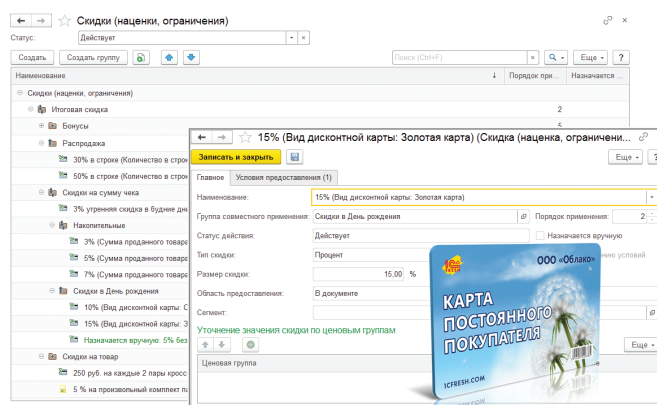 Скидки (наценки, ограничения)
Статус: Действует
Создать Создать группу Поиск (Ctrl+F) Еще ?
Наименование Порядок при... Назначается ...
Скидки (наценки, ограничения)
Итоговая скидка 2
Бонусы
Распродажа
30% в строке (Количество в строк
50% в строке (Количество в строк
Скидки на сумму чека
3% утренняя скидка в будние дн
Накопительные
3% (Сумма проданного товара
5% (Сумма проданного товара
7% (Сумма проданного товара
Скидки в День рождения
10% (Вид дисконтной карты: С
15% (Вид дисконтной карты: З
Назначается вручную: 5% без
Скидки на товар
250 руб. на каждые 2 пары кросс
5 % на произвольный комплект п
15% (Вид дисконтной карты: Золотая карта) (Скидка (наценка, ограничени...
Записать и закрыть Еще ?
Главное Условия предоставления (1)
Наименование: 15% (Вид дисконтной карты: Золотая карта)
Группа совместного применения: Скидки в День рождения Порядок применения: 2
Статус действия: Действует Назначается вручную
Тип скидки: Процент нию условий
Размер скидки: 15,00 %
Область предоставления: В документе
Сегмент:
Уточнение значения скидки по ценовым группам
Еще
Ценовая группа
ООО «Облако»
КАРТА
ПОСТОЯННОГО
ПОКУПАТЕЛЯ
1CFRESH.COM